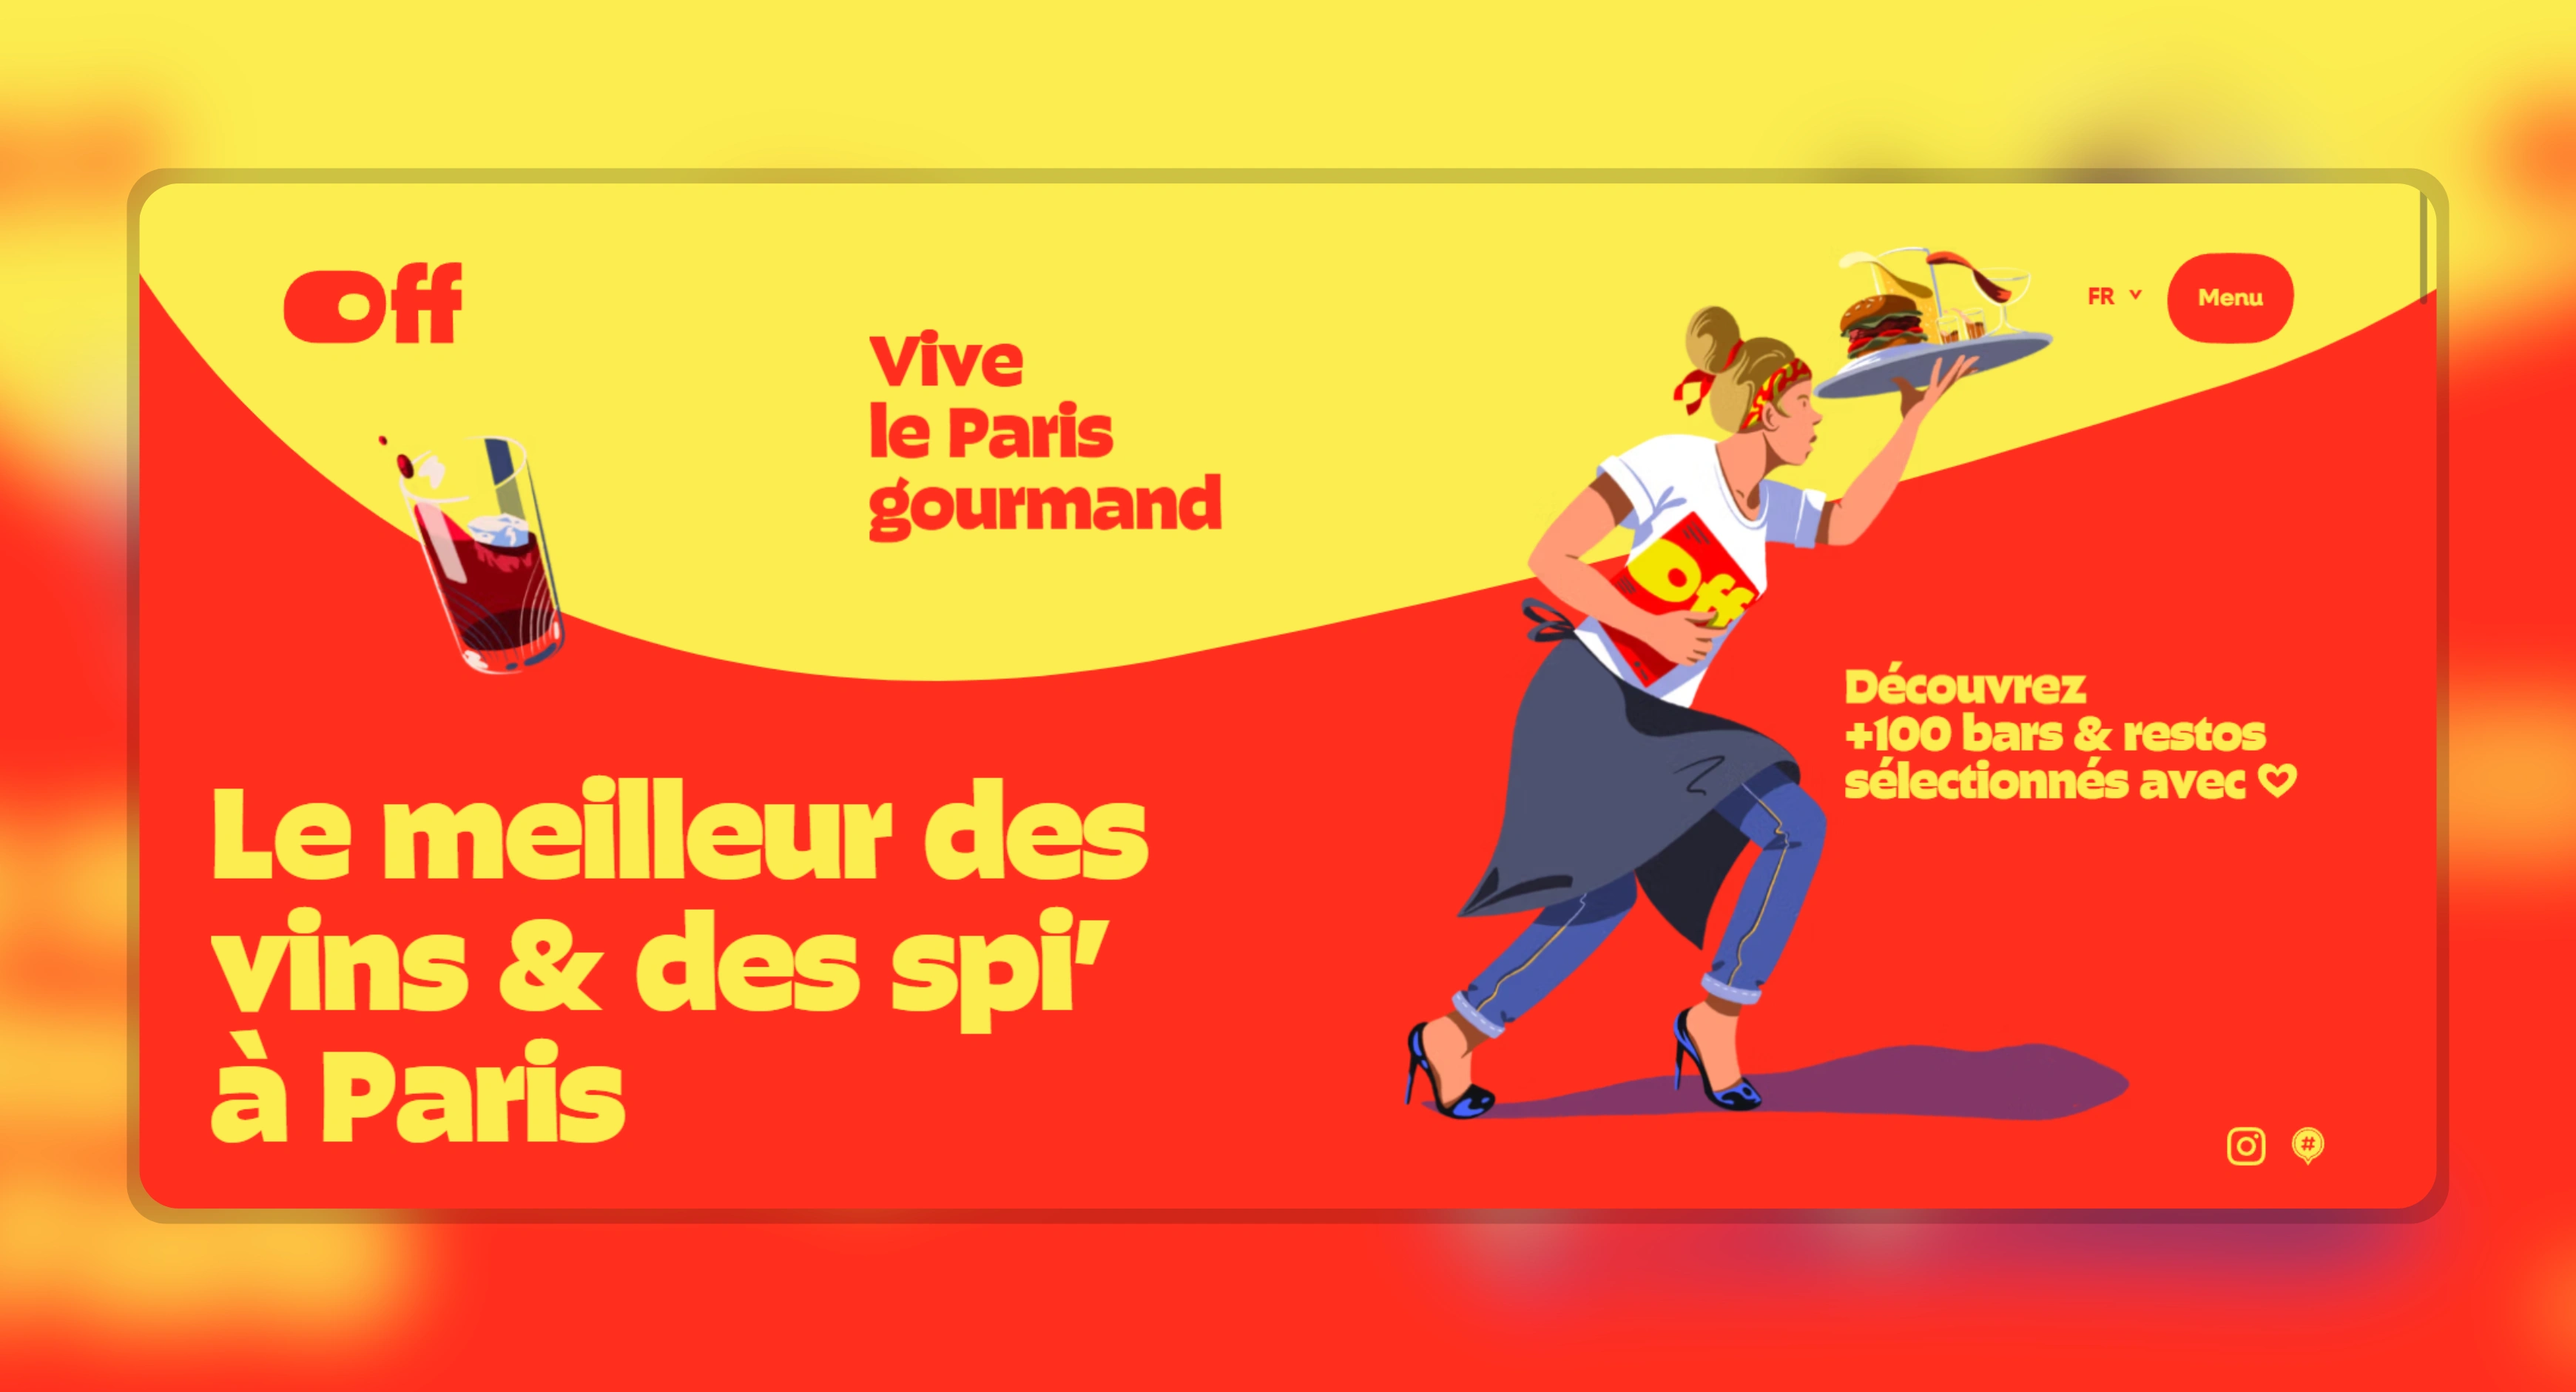 Off
FR
Menu
Vive
le Paris
gourmand
Off
Découvrez
+100 bars & restos
sélectionnés avec ♡
Le meilleur des
vins & des spi’
à Paris
#